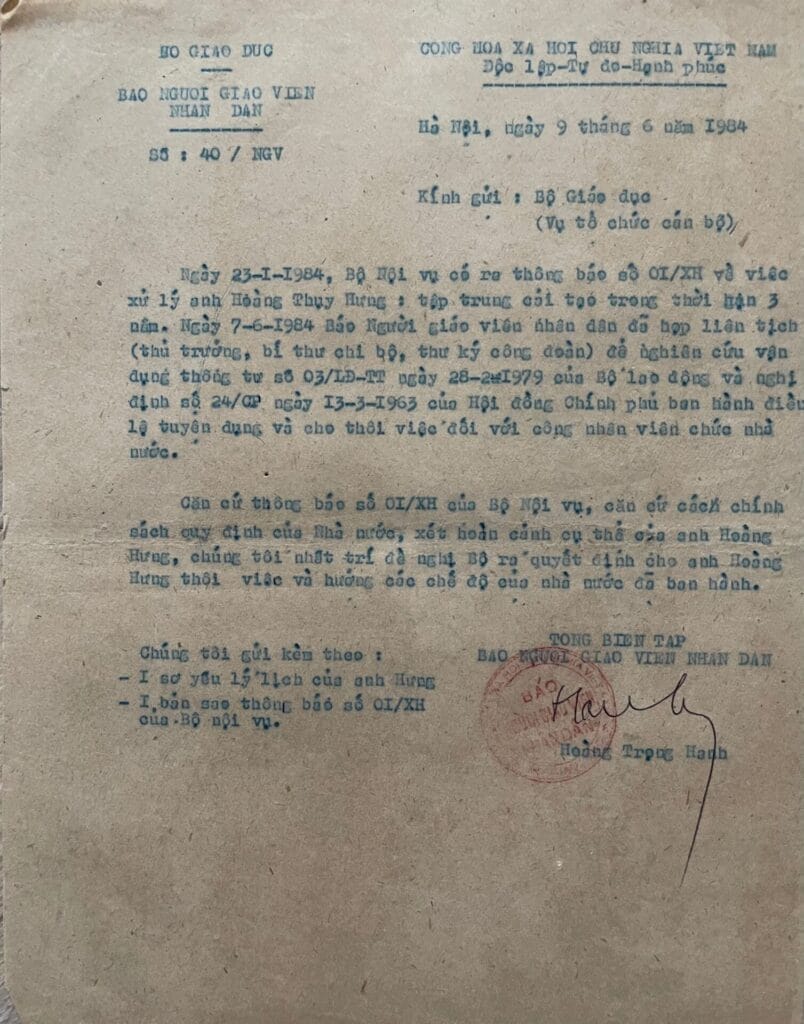 BO GIAO DUC
BAO NGUOI GIAO VIEN
NHAN DAN
Số : 40 / NGV
CONG HOA XA HOI CHU NGHIA VIET NAM
Độc lập-Tự do-Hạnh phúc
Hà Nội, ngày 9 tháng 6 năm I984
Kính gửi : Bộ Giáo dục
(Vụ tổ chức cán bộ)
Ngày 23-I-I984, Bộ Nội vụ có ra thông báo số OI/XH về việc
xử lý anh Hoàng Thụy Hưng : tập trung cải tạo trong thời hạn 3
năm. Ngày 7-6-I984 Báo Người giáo viên nhân dân đã họp liên tịch
(thủ trưởng, bí thư chi bộ, thư ký công đoàn) để nghiên cứu vận
dụng thông tư số 03/LĐ-TT ngày 28-2-I979 của Bộ lao động và nghị
định số 24/CP ngày I3-3-I963 của Hội đồng Chính phủ ban hành điều
lệ tuyển dụng và cho thôi việc đối với công nhân viên chức nhà
nước.
Căn cứ thông báo số OI/XH của Bộ Nội vụ, căn cứ các chính
sách quy định của Nhà nước, xét hoàn cảnh cụ thể của anh Hoàng
Hưng, chúng tôi nhất trí đề nghị Bộ ra quyết định cho anh Hoàng
Hưng thôi việc và hưởng các chế độ của nhà nước đã ban hành.
Chúng tôi gửi kèm theo :
- I sơ yếu lý lịch của anh Hưng
- I bản sao thông báo số OI/XH
của Bộ nội vụ.
TONG BIEN TAP
BAO NGUOI GIAO VIEN NHAN DAN
BÁO
NHÂN DÂN
Hoàng Trọng Hanh